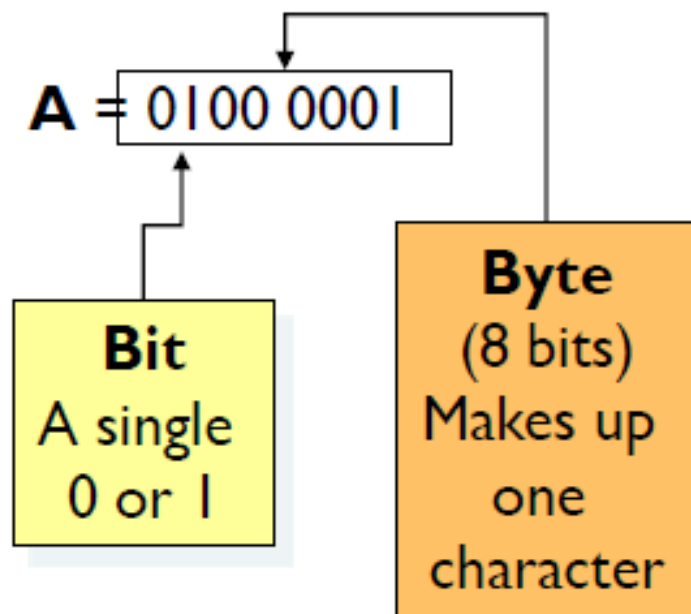 A = 0100 0001
Bit
A single
0 or 1
Byte
(8 bits)
Makes up
one
character